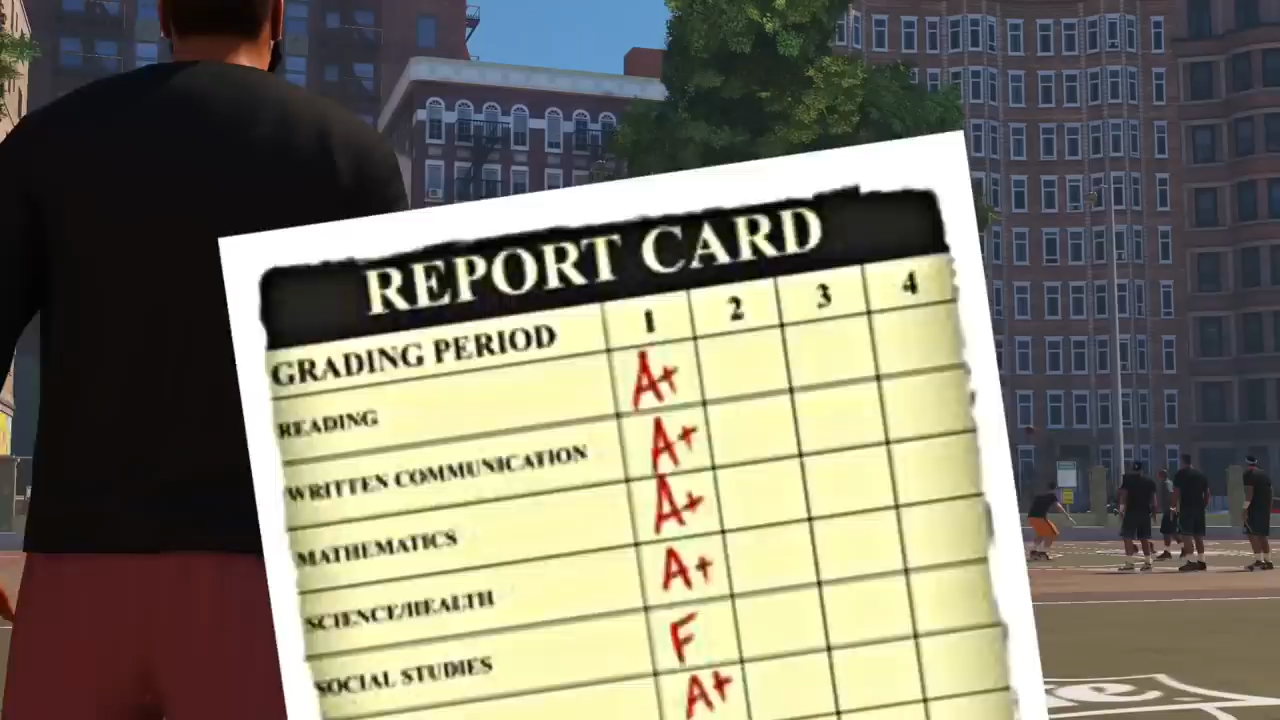 REPORT CARD
GRADING PERIOD 1 2 3 4
READING A+
WRITTEN COMMUNICATION A+
MATHEMATICS A+
SCIENCE/HEALTH A+
SOCIAL STUDIES F
A+